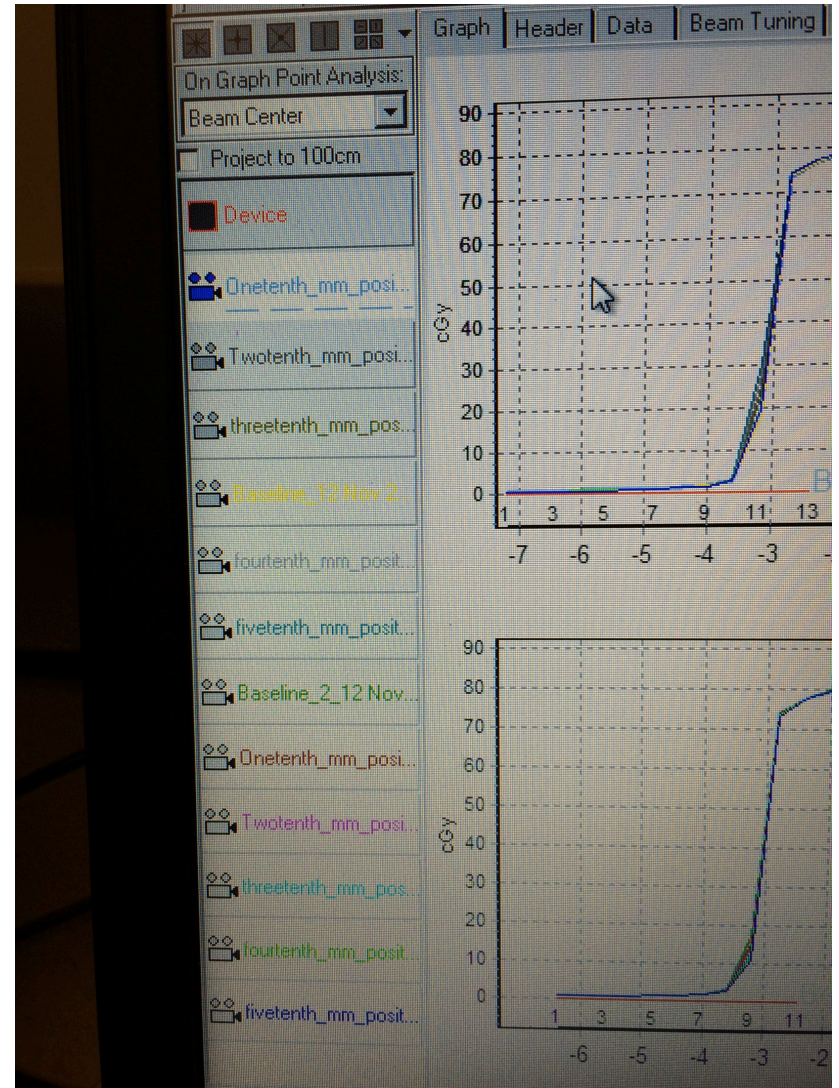 Graph Header Data Beam Tuning
On Graph Point Analysis:
Beam Center
Project to 100cm
Device
Onetenth_mm_posi...
Twotenth_mm_posi...
threetenth_mm_pos...
Baseline_12 Nov 2...
fourtenth_mm_posit...
fivetenth_mm_posit...
Baseline_2_12 Nov...
Onetenth_mm_posi...
Twotenth_mm_posi...
threetenth_mm_pos...
fourtenth_mm_posit...
fivetenth_mm_posit...
cGy
90
80
70
60
50
40
30
20
10
0
B
1 3 5 7 9 11 13
-7 -6 -5 -4 -3
cGy
90
80
70
60
50
40
30
20
10
0
1 3 5 7 9 11
-6 -5 -4 -3 -2